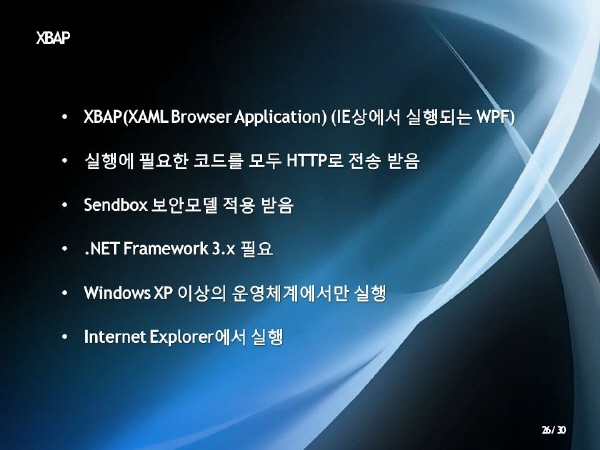 XBAP
• XBAP(XAML Browser Application) (IE상에서 실행되는 WPF)
• 실행에 필요한 코드를 모두 HTTP로 전송 받음
• Sendbox 보안모델 적용 받음
• .NET Framework 3.x 필요
• Windows XP 이상의 운영체계에서만 실행
• Internet Explorer에서 실행
26 / 30